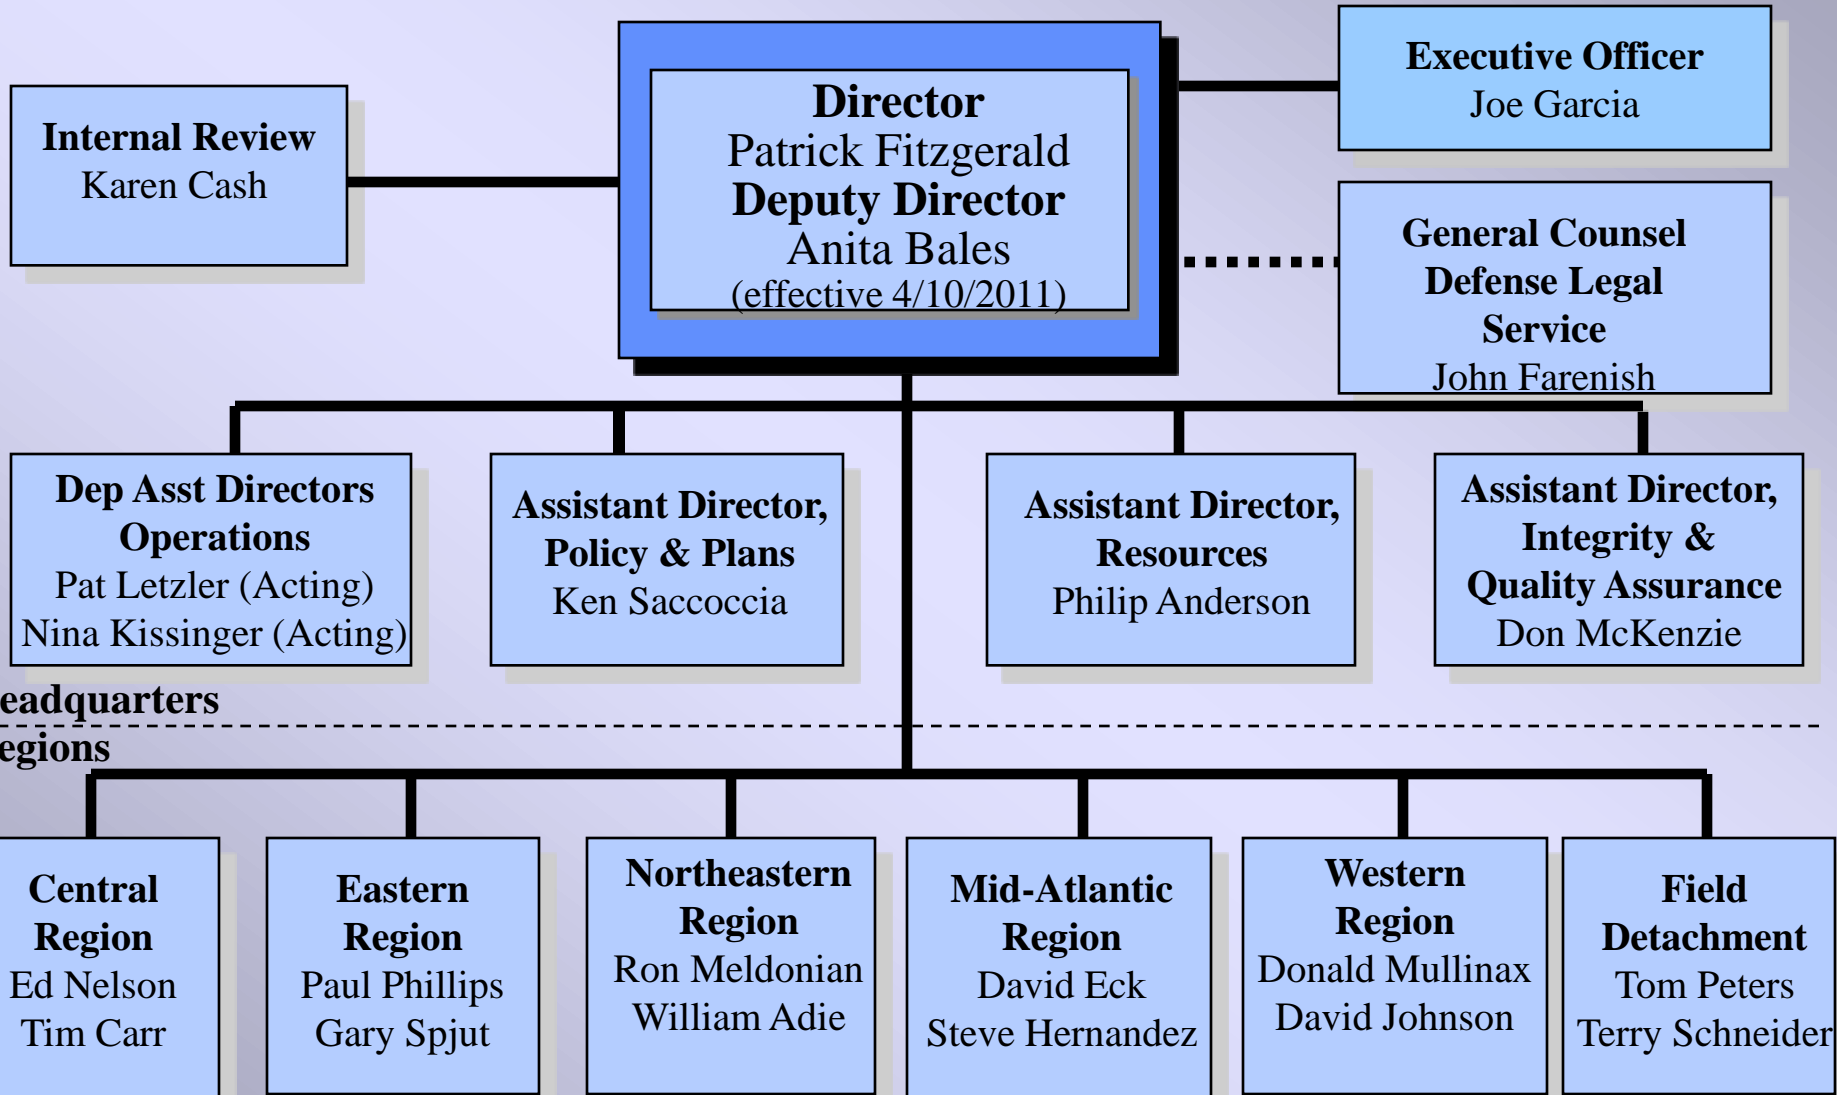 Executive Officer
Joe Garcia
Internal Review
Karen Cash
Director
Patrick Fitzgerald
Deputy Director
Anita Bales
(effective 4/10/2011)
General Counsel
Defense Legal
Service
John Farenish
Dep Asst Directors
Operations
Pat Letzler (Acting)
Nina Kissinger (Acting)
Assistant Director,
Policy & Plans
Ken Saccoccia
Assistant Director,
Resources
Philip Anderson
Assistant Director,
Integrity &
Quality Assurance
Don McKenzie
eadquarters
egions
Central
Region
Ed Nelson
Tim Carr
Eastern
Region
Paul Phillips
Gary Spjut
Northeastern
Region
Ron Meldonian
William Adie
Mid-Atlantic
Region
David Eck
Steve Hernandez
Western
Region
Donald Mullinax
David Johnson
Field
Detachment
Tom Peters
Terry Schneider